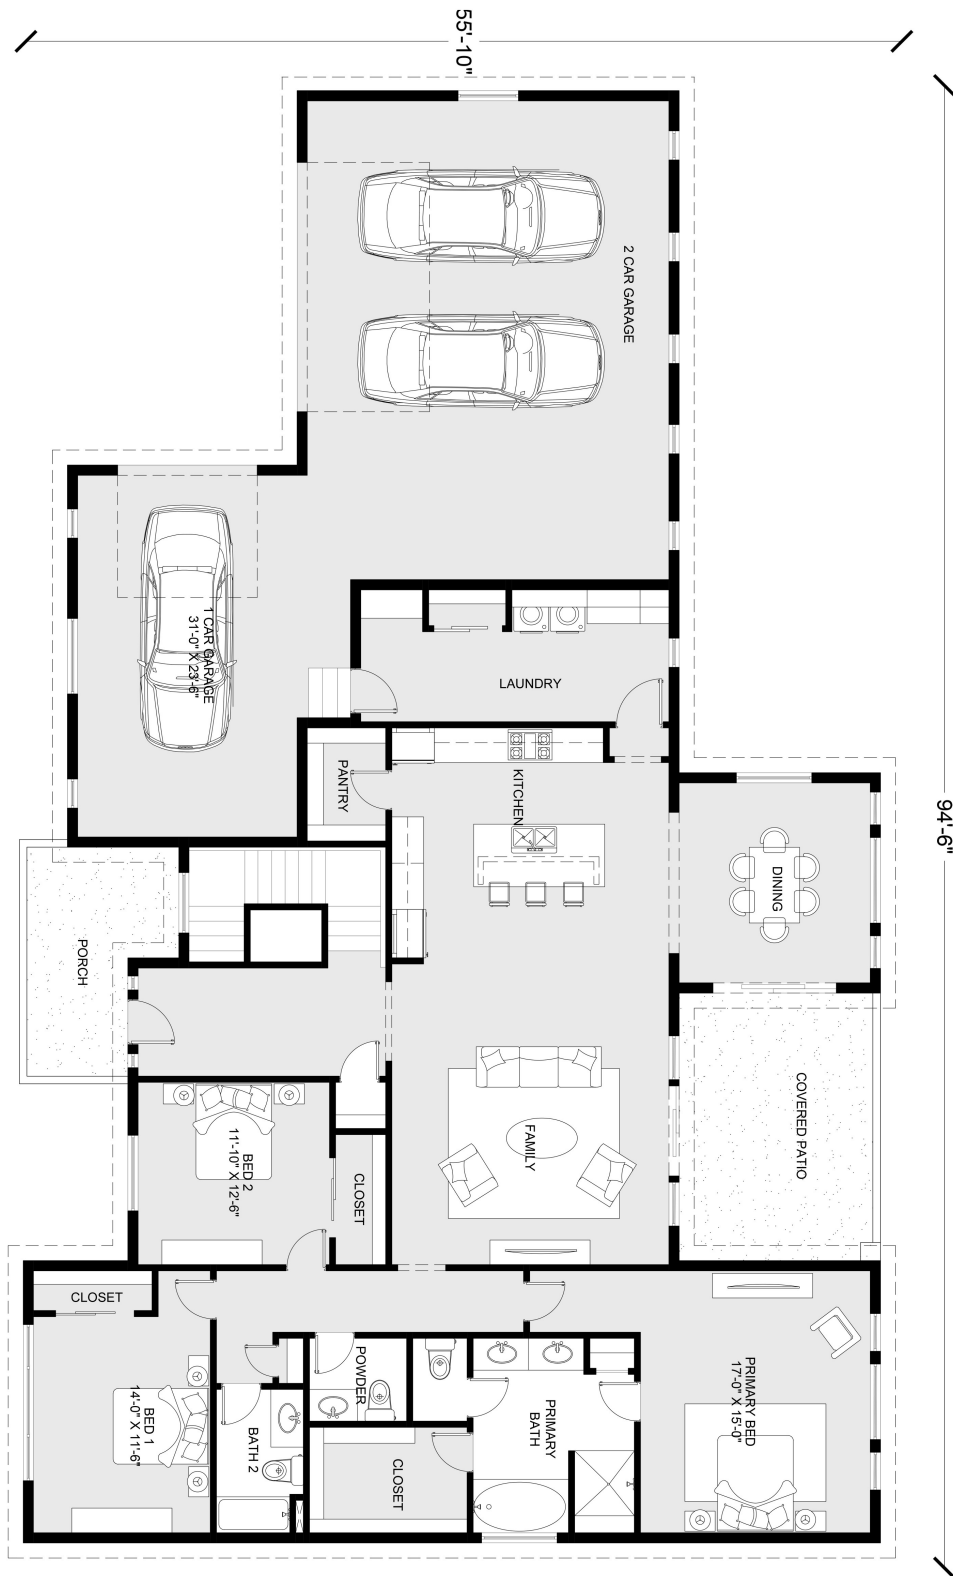 55'-10"
94'-6"
2 CAR GARAGE
1 CAR GARAGE
31'-0" X 23'-6"
LAUNDRY
PANTRY
KITCHEN
DINING
PORCH
COVERED PATIO
FAMILY
BED 2
11'-10" X 12'-6"
CLOSET
CLOSET
BED 1
14'-0" X 11'-6"
BATH 2
POWDER
CLOSET
PRIMARY
BATH
PRIMARY BED
17'-0" X 15'-0"